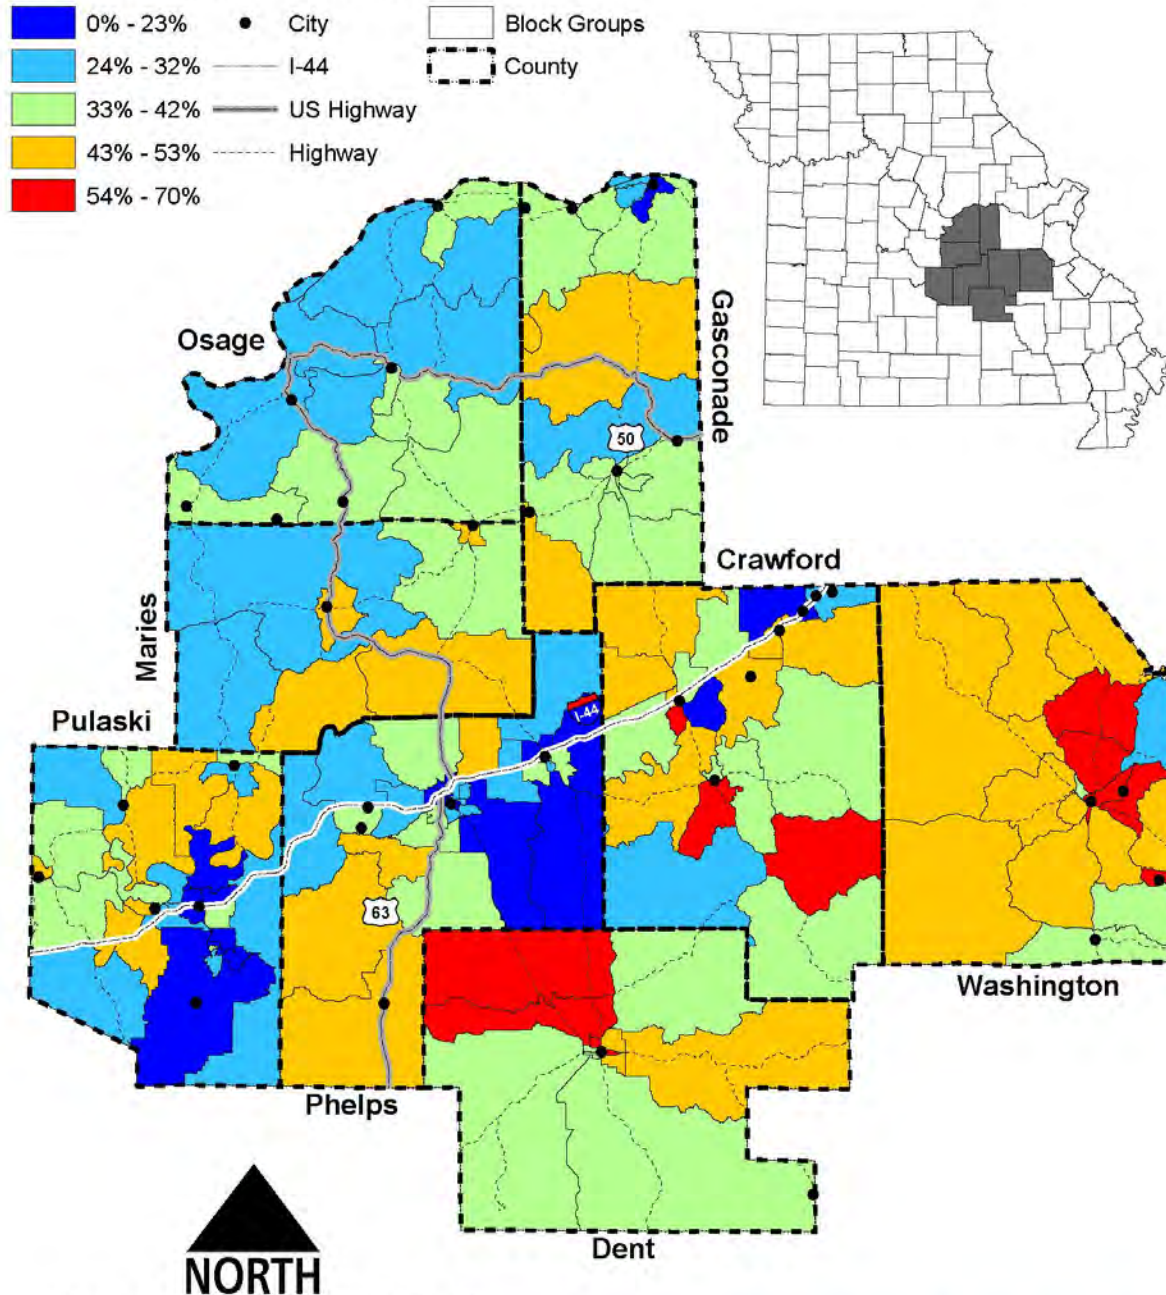 0% - 23%
City
Block Groups
24% - 32%
I-44
County
33% - 42%
US Highway
43% - 53%
Highway
54% - 70%
Osage
Gasconade
50
Crawford
Maries
Pulaski
I-44
63
Washington
Phelps
Dent
NORTH